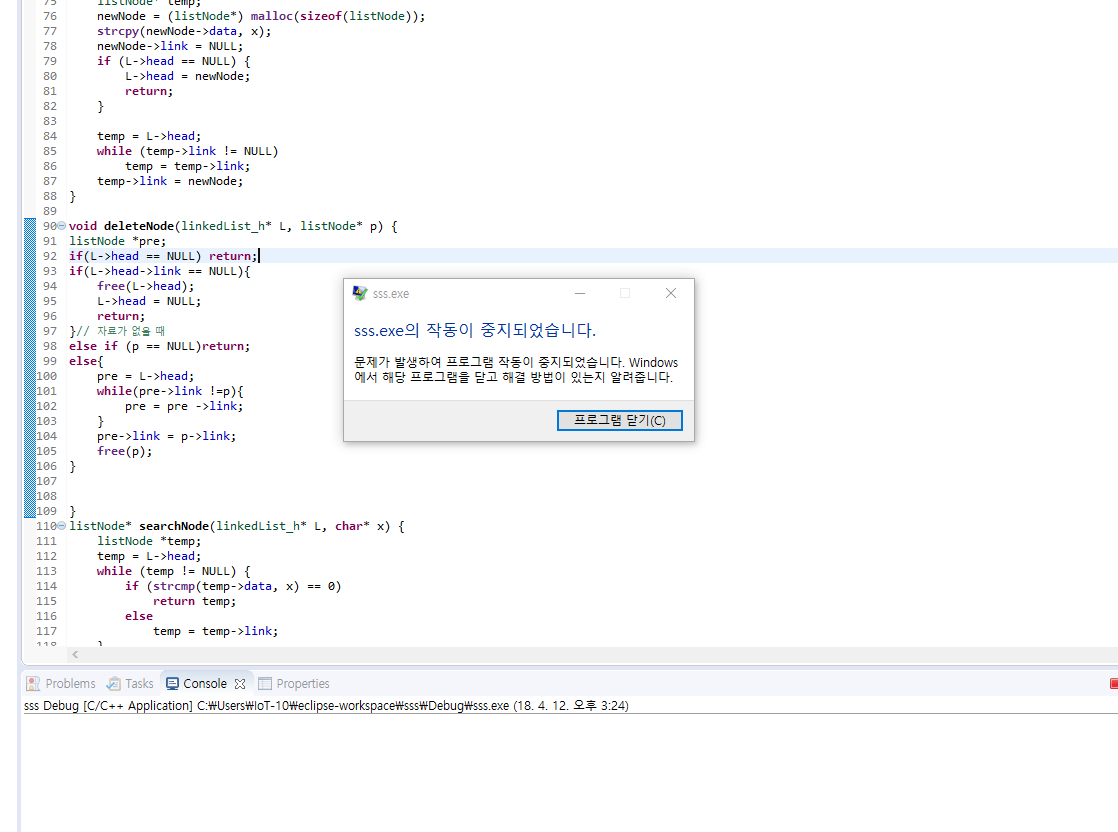 75 listNode* temp;
76 newNode = (listNode*) malloc(sizeof(listNode));
77 strcpy(newNode->data, x);
78 newNode->link = NULL;
79 if (L->head == NULL) {
80 L->head = newNode;
81 return;
82 }
83
84 temp = L->head;
85 while (temp->link != NULL)
86 temp = temp->link;
87 temp->link = newNode;
88 }
89
90 void deleteNode(linkedList_h* L, listNode* p) {
91 listNode *pre;
92 if(L->head == NULL) return;
93 if(L->head->link == NULL){
94 free(L->head);
95 L->head = NULL;
96 return;
97 }// 자료가 없을 때
98 else if (p == NULL)return;
99 else{
100 pre = L->head;
101 while(pre->link !=p){
102 pre = pre ->link;
103 }
104 pre->link = p->link;
105 free(p);
106 }
107
108
109 }
110 listNode* searchNode(linkedList_h* L, char* x) {
111 listNode *temp;
112 temp = L->head;
113 while (temp != NULL) {
114 if (strcmp(temp->data, x) == 0)
115 return temp;
116 else
117 temp = temp->link;
118 }
sss.exe
sss.exe의 작동이 중지되었습니다.
문제가 발생하여 프로그램 작동이 중지되었습니다. Windows
에서 해당 프로그램을 닫고 해결 방법이 있는지 알려줍니다.
프로그램 닫기(C)
Problems Tasks Console Properties
sss Debug [C/C++ Application] C:₩Users₩IoT-10₩eclipse-workspace₩sss₩Debug₩sss.exe (18. 4. 12. 오후 3:24)